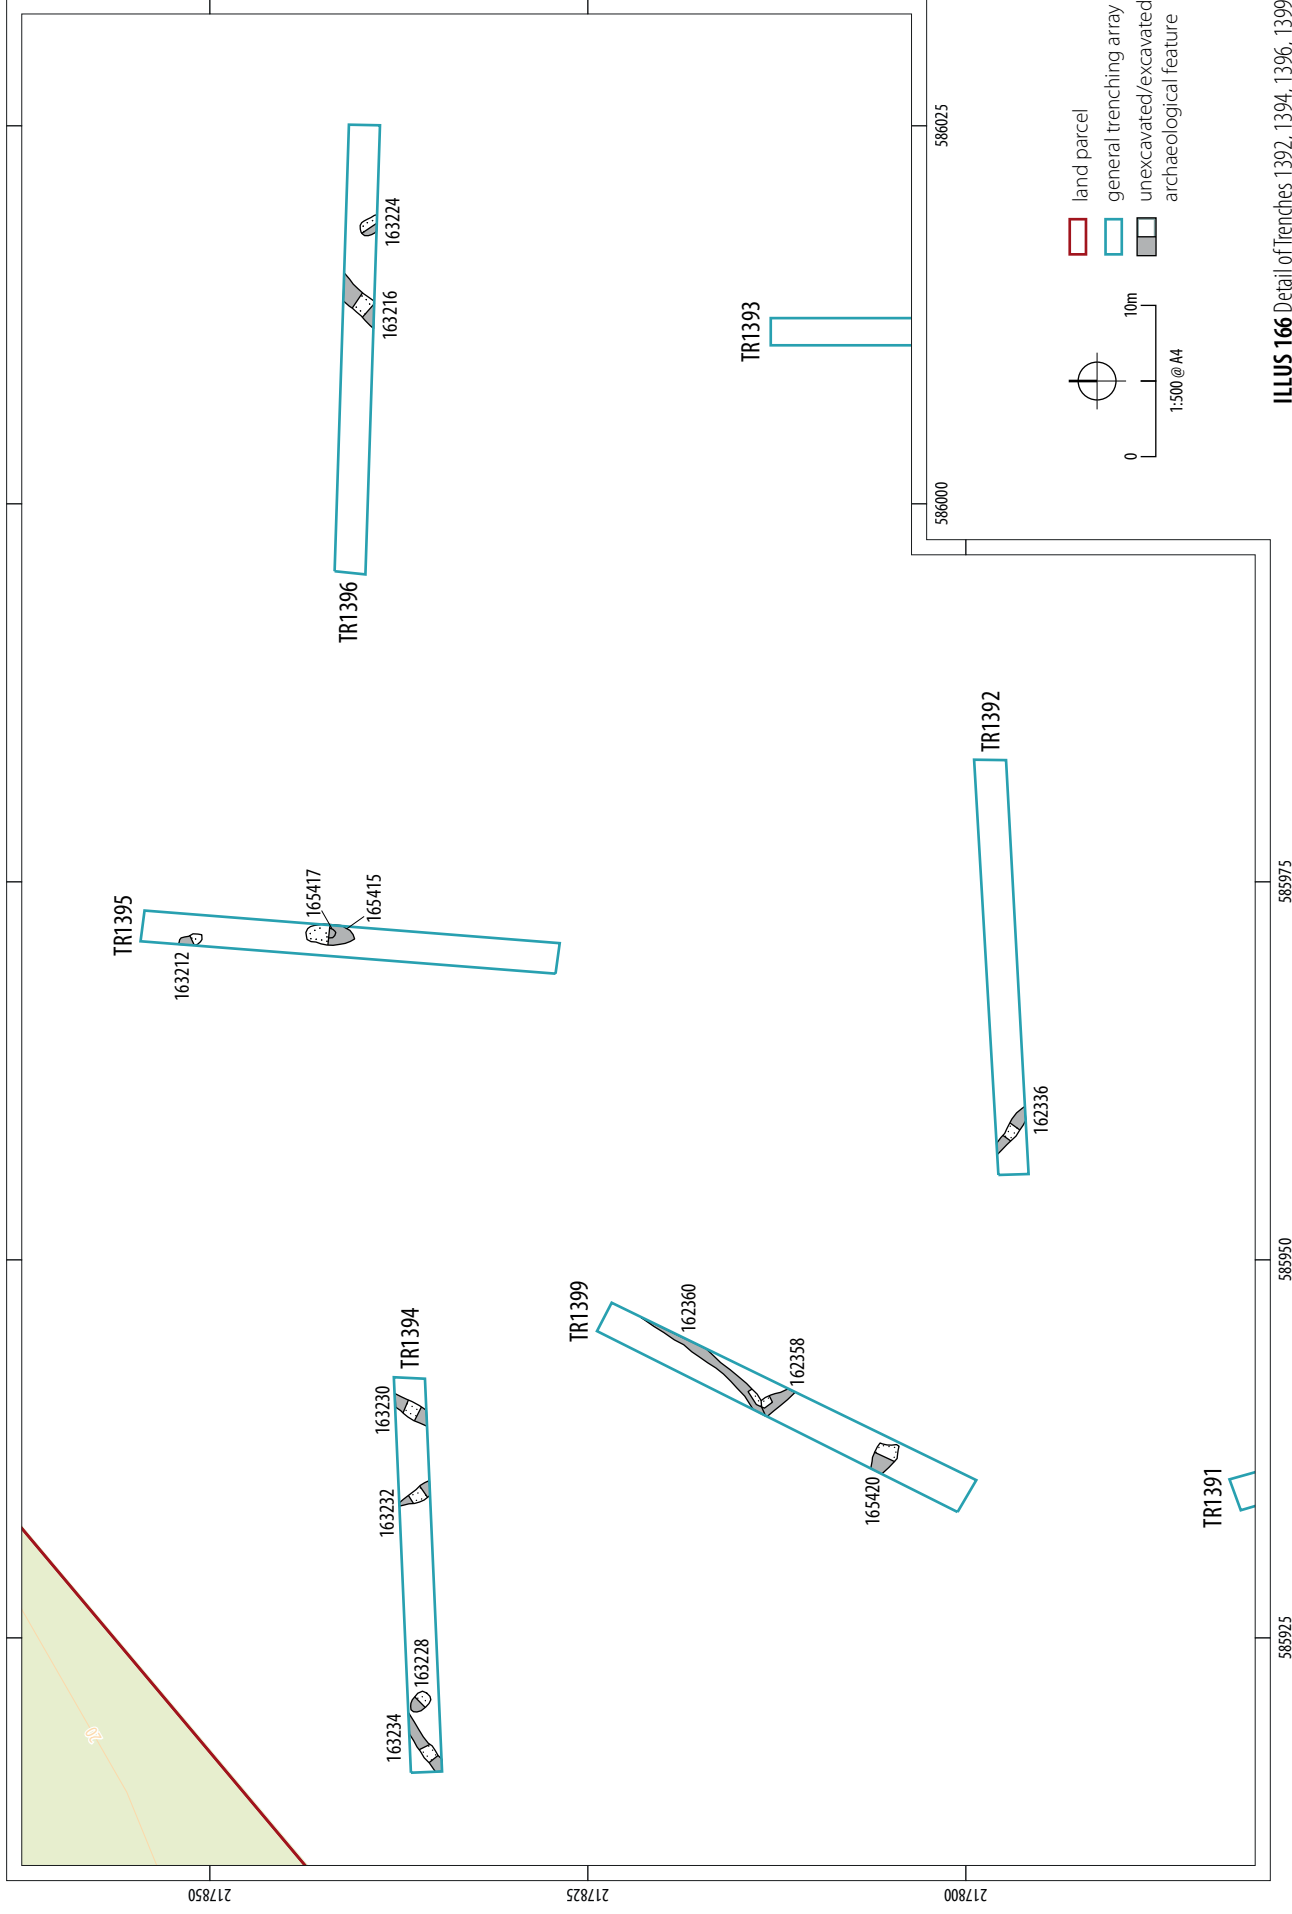 TR1396
163216
163224
TR1393
TR1395
163212
165417
165415
TR1392
162336
TR1394
163230
163232
163228
163234
TR1399
162360
162358
165420
TR1391
20
217850
217825
217800
585925
585950
585975
586000
586025
0
10m
1:500 @ A4
land parcel
general trenching array
unexcavated/excavated
archaeological feature
ILLUS 166 Detail of Trenches 1392, 1394, 1396, 1399